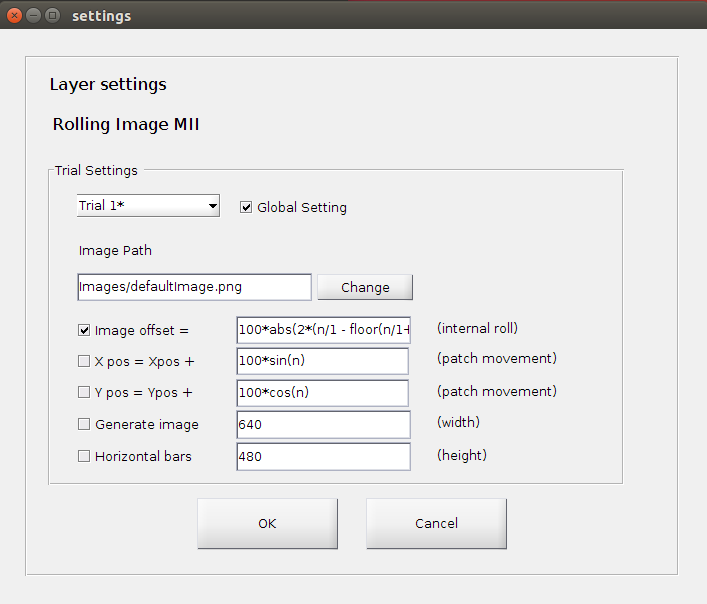 settings
Layer settings
Rolling Image MII
Trial Settings
Trial 1*
Global Setting
Image Path
Images/defaultImage.png
Change
Image offset =
100*abs(2*(n/1 - floor(n/1+
(internal roll)
X pos = Xpos +
100*sin(n)
(patch movement)
Y pos = Ypos +
100*cos(n)
(patch movement)
Generate image
640
(width)
Horizontal bars
480
(height)
OK
Cancel